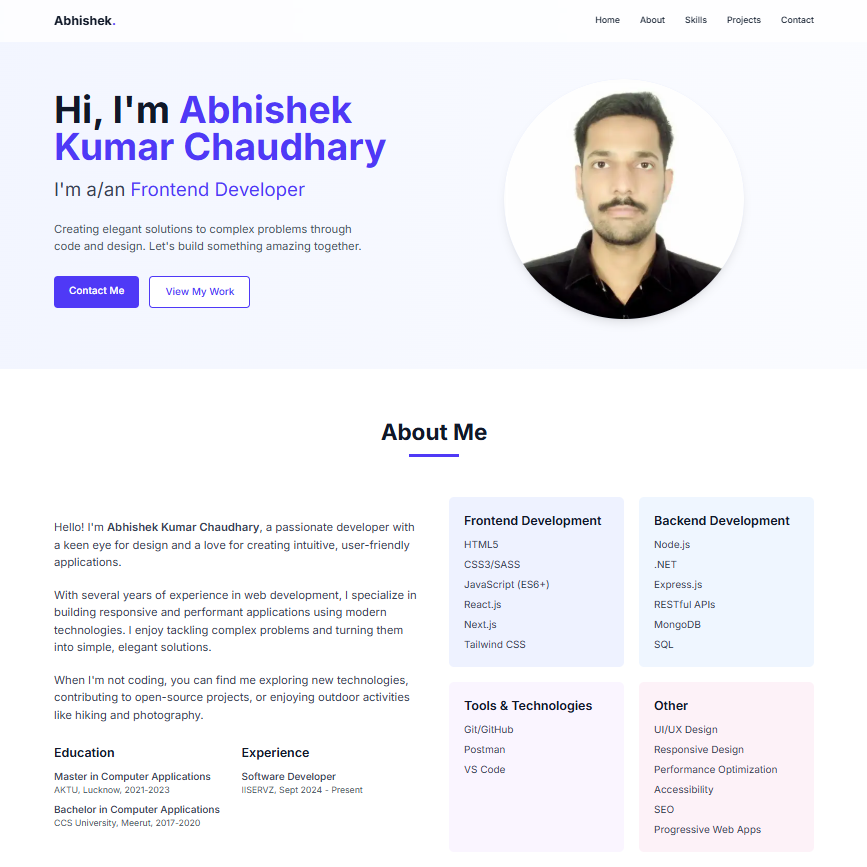 Abhishek.
Home About Skills Projects Contact
Hi, I'm Abhishek
Kumar Chaudhary
I'm a/an Frontend Developer
Creating elegant solutions to complex problems through
code and design. Let's build something amazing together.
Contact Me
View My Work
About Me
Hello! I'm Abhishek Kumar Chaudhary, a passionate developer with
a keen eye for design and a love for creating intuitive, user-friendly
applications.
With several years of experience in web development, I specialize in
building responsive and performant applications using modern
technologies. I enjoy tackling complex problems and turning them
into simple, elegant solutions.
When I'm not coding, you can find me exploring new technologies,
contributing to open-source projects, or enjoying outdoor activities
like hiking and photography.
Education
Master in Computer Applications
AKTU, Lucknow, 2021-2023
Bachelor in Computer Applications
CCS University, Meerut, 2017-2020
Experience
Software Developer
IISERVZ, Sept 2024 - Present
Frontend Development
HTML5
CSS3/SASS
JavaScript (ES6+)
React.js
Next.js
Tailwind CSS
Backend Development
Node.js
.NET
Express.js
RESTful APIs
MongoDB
SQL
Tools & Technologies
Git/GitHub
Postman
VS Code
Other
UI/UX Design
Responsive Design
Performance Optimization
Accessibility
SEO
Progressive Web Apps